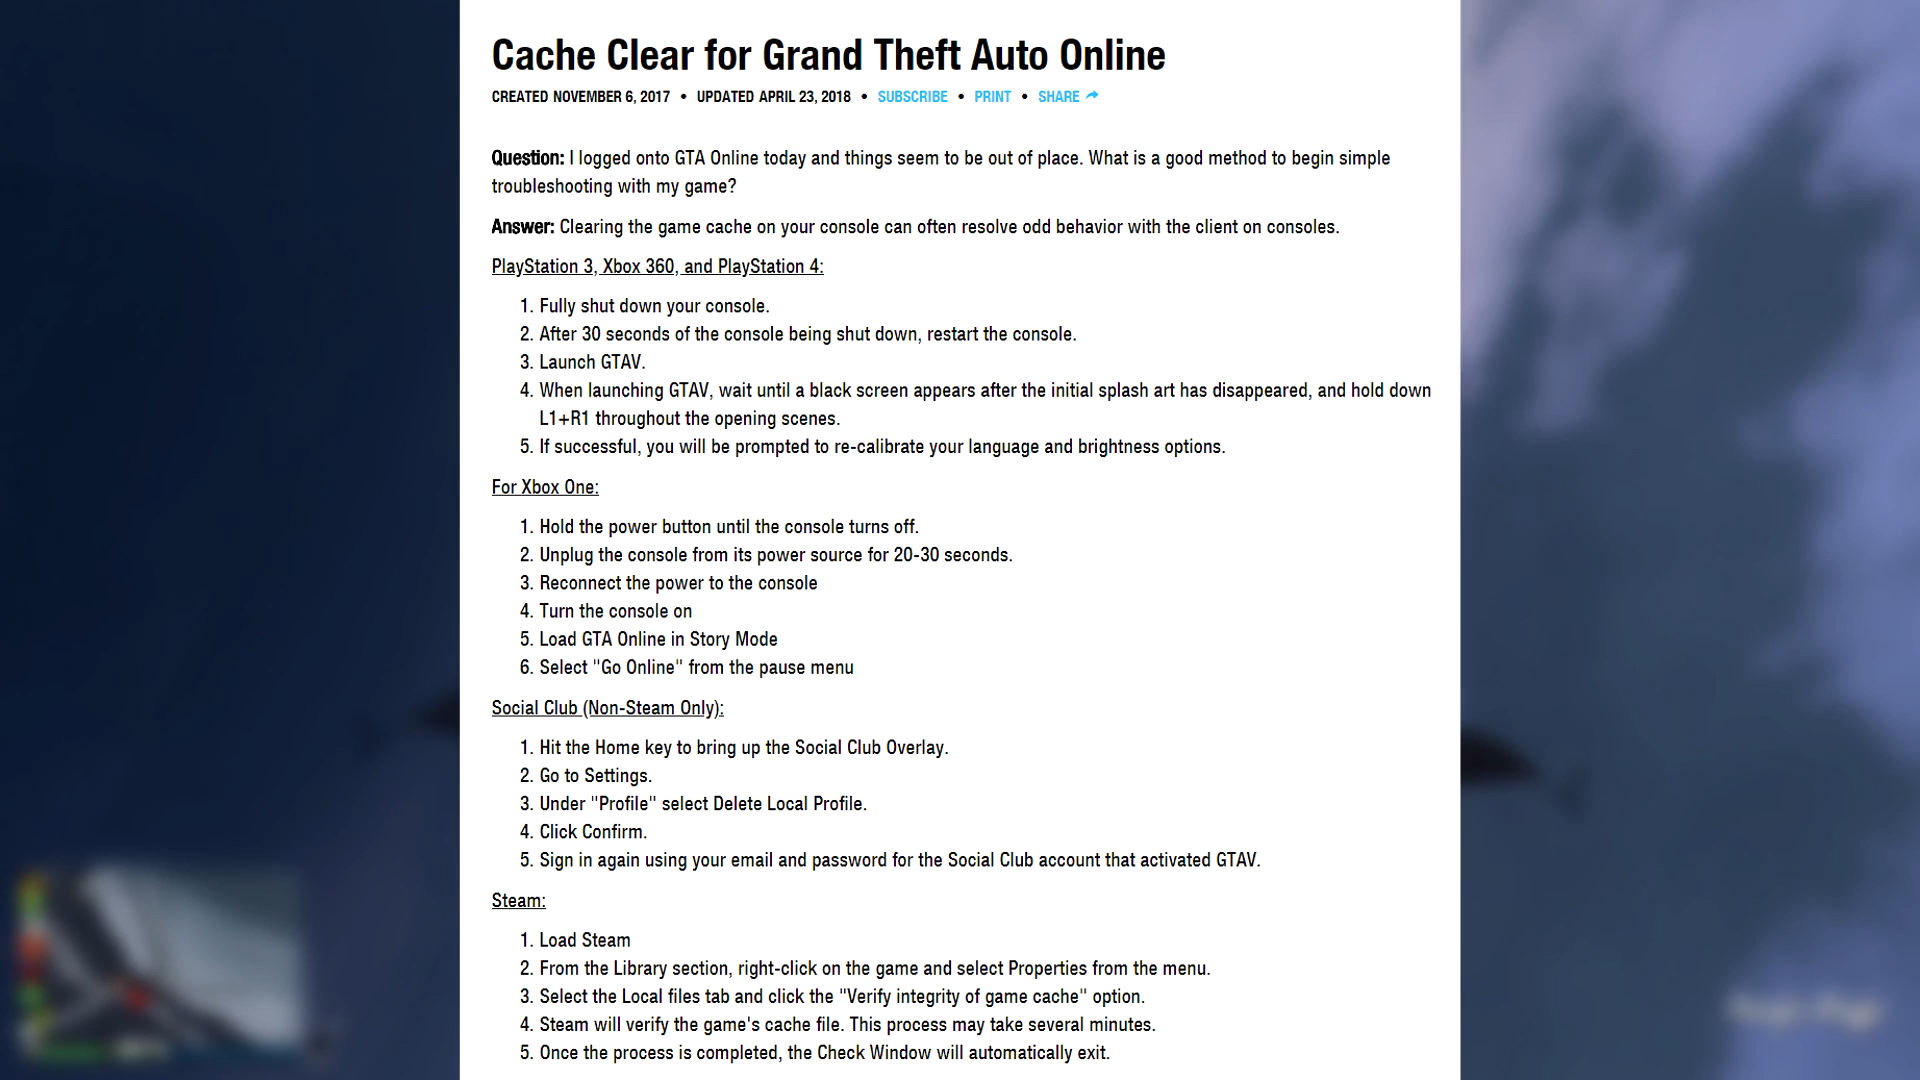 Cache Clear for Grand Theft Auto Online
CREATED NOVEMBER 6, 2017 • UPDATED APRIL 23, 2018 • SUBSCRIBE • PRINT • SHARE
Question: I logged onto GTA Online today and things seem to be out of place. What is a good method to begin simple
troubleshooting with my game?
Answer: Clearing the game cache on your console can often resolve odd behavior with the client on consoles.
PlayStation 3, Xbox 360, and PlayStation 4:
1. Fully shut down your console.
2. After 30 seconds of the console being shut down, restart the console.
3. Launch GTAV.
4. When launching GTAV, wait until a black screen appears after the initial splash art has disappeared, and hold down
L1+R1 throughout the opening scenes.
5. If successful, you will be prompted to re-calibrate your language and brightness options.
For Xbox One:
1. Hold the power button until the console turns off.
2. Unplug the console from its power source for 20-30 seconds.
3. Reconnect the power to the console
4. Turn the console on
5. Load GTA Online in Story Mode
6. Select "Go Online" from the pause menu
Social Club (Non-Steam Only):
1. Hit the Home key to bring up the Social Club Overlay.
2. Go to Settings.
3. Under "Profile" select Delete Local Profile.
4. Click Confirm.
5. Sign in again using your email and password for the Social Club account that activated GTAV.
Steam:
1. Load Steam
2. From the Library section, right-click on the game and select Properties from the menu.
3. Select the Local files tab and click the "Verify integrity of game cache" option.
4. Steam will verify the game's cache file. This process may take several minutes.
5. Once the process is completed, the Check Window will automatically exit.